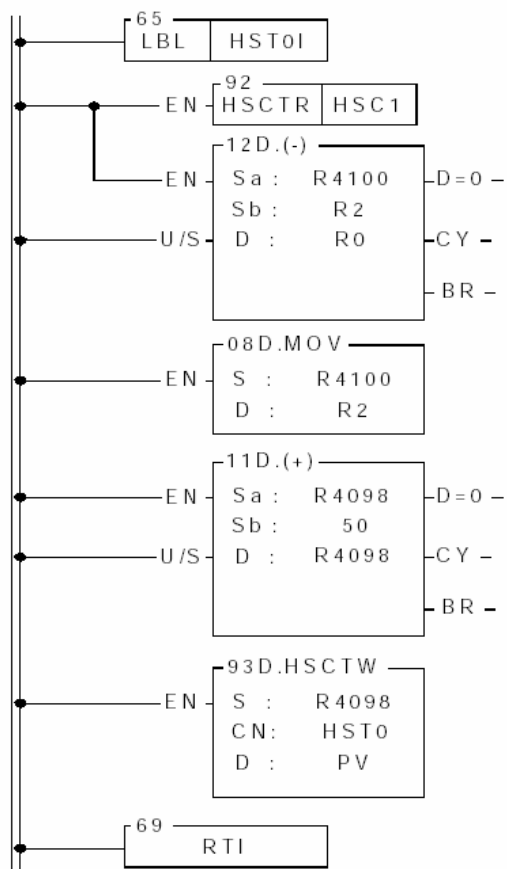 65
LBL HST0I
92
EN HSCTR HSC1
12D.(-)
EN Sa : R4100 D=0
Sb : R2
U/S D : R0 CY
BR
08D.MOV
EN S : R4100
D : R2
11D.(+)
EN Sa : R4098 D=0
Sb : 50
U/S D : R4098 CY
BR
93D.HSCTW
EN S : R4098
CN: HST0
D : PV
69
RTI